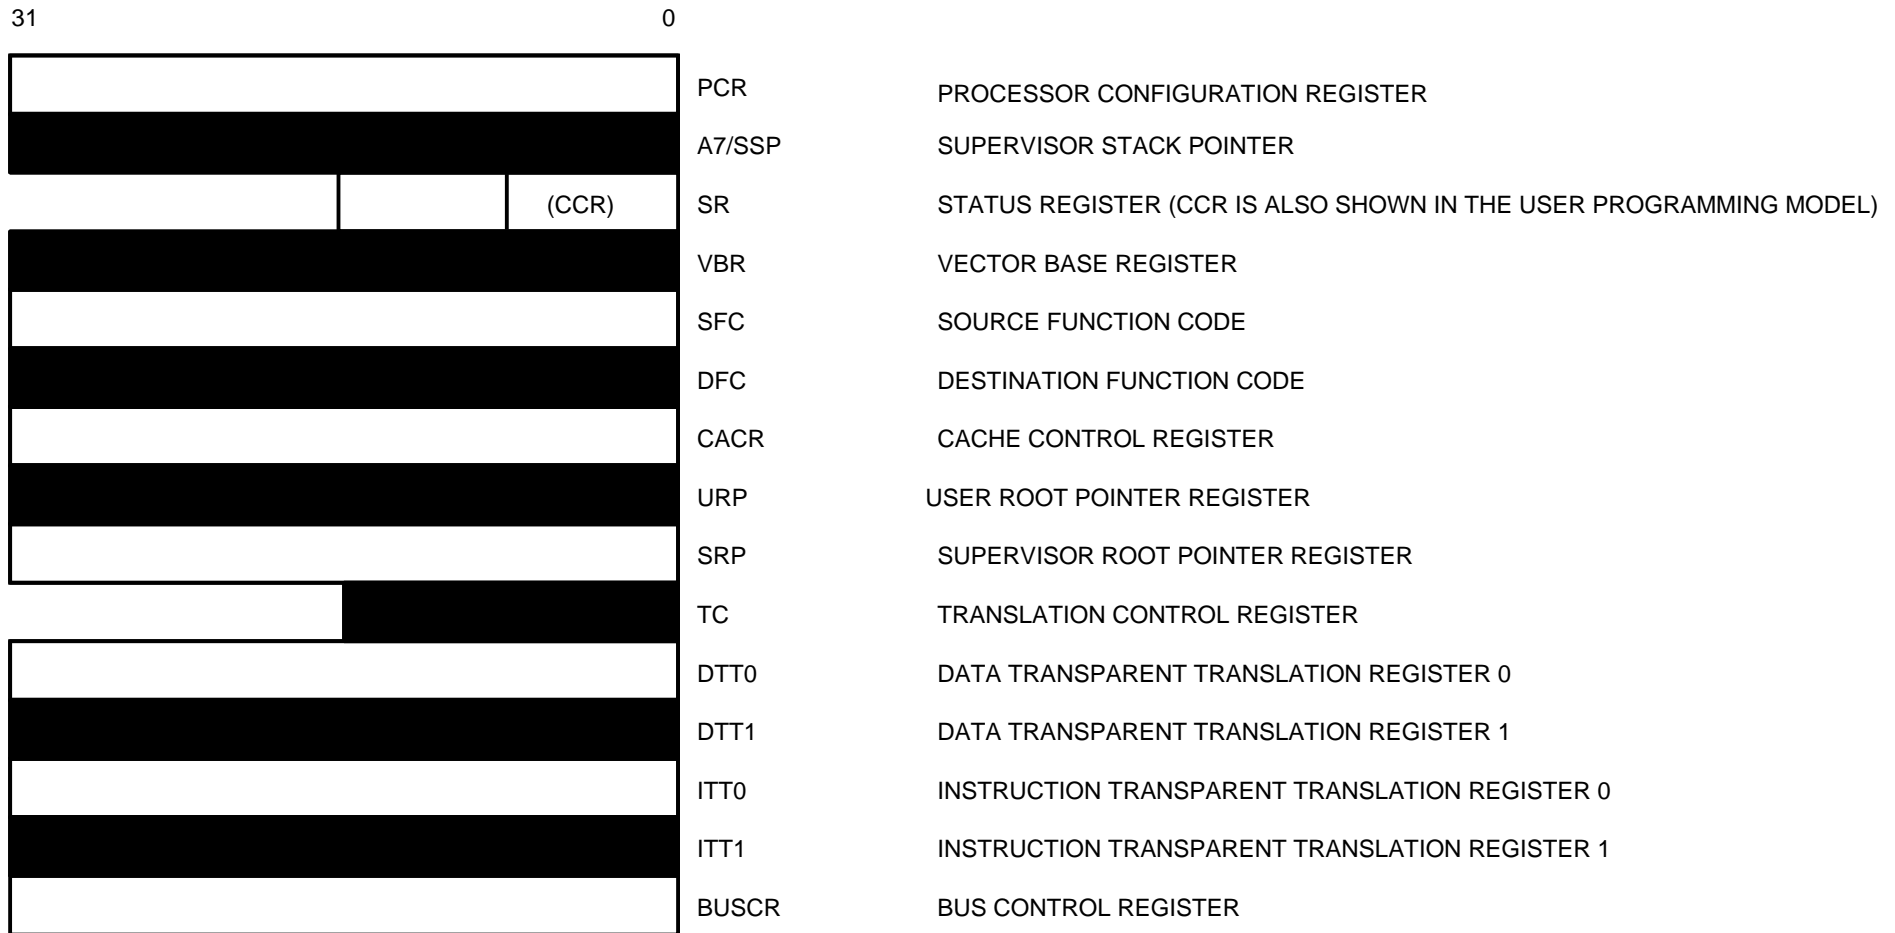 31 0
PCR PROCESSOR CONFIGURATION REGISTER
A7/SSP SUPERVISOR STACK POINTER
(CCR) SR STATUS REGISTER (CCR IS ALSO SHOWN IN THE USER PROGRAMMING MODEL)
VBR VECTOR BASE REGISTER
SFC SOURCE FUNCTION CODE
DFC DESTINATION FUNCTION CODE
CACR CACHE CONTROL REGISTER
URP USER ROOT POINTER REGISTER
SRP SUPERVISOR ROOT POINTER REGISTER
TC TRANSLATION CONTROL REGISTER
DTT0 DATA TRANSPARENT TRANSLATION REGISTER 0
DTT1 DATA TRANSPARENT TRANSLATION REGISTER 1
ITT0 INSTRUCTION TRANSPARENT TRANSLATION REGISTER 0
ITT1 INSTRUCTION TRANSPARENT TRANSLATION REGISTER 1
BUSCR BUS CONTROL REGISTER